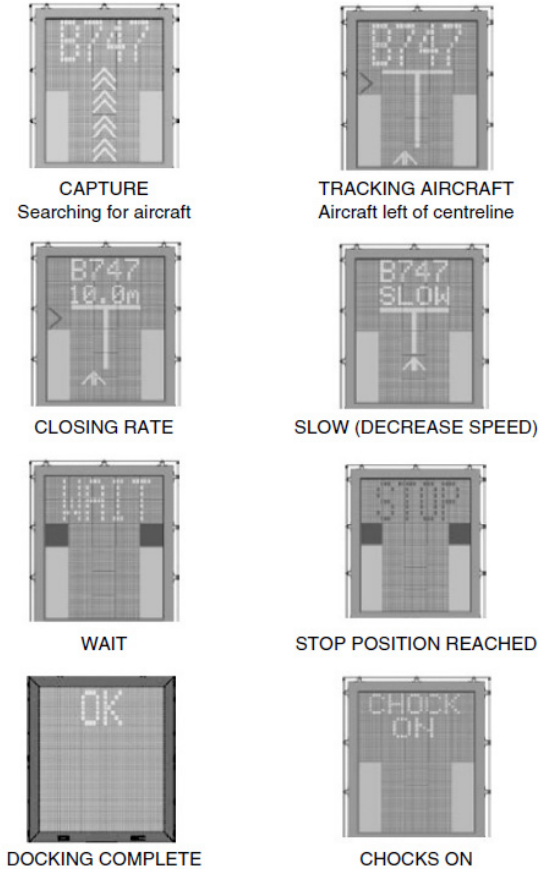 B747
B747
CAPTURE
Searching for aircraft
TRACKING AIRCRAFT
Aircraft left of centreline
B747
10.0m
B747
SLOW
CLOSING RATE
SLOW (DECREASE SPEED)
WAIT
STOP
WAIT
STOP POSITION REACHED
OK
CHOCK
ON
DOCKING COMPLETE
CHOCKS ON